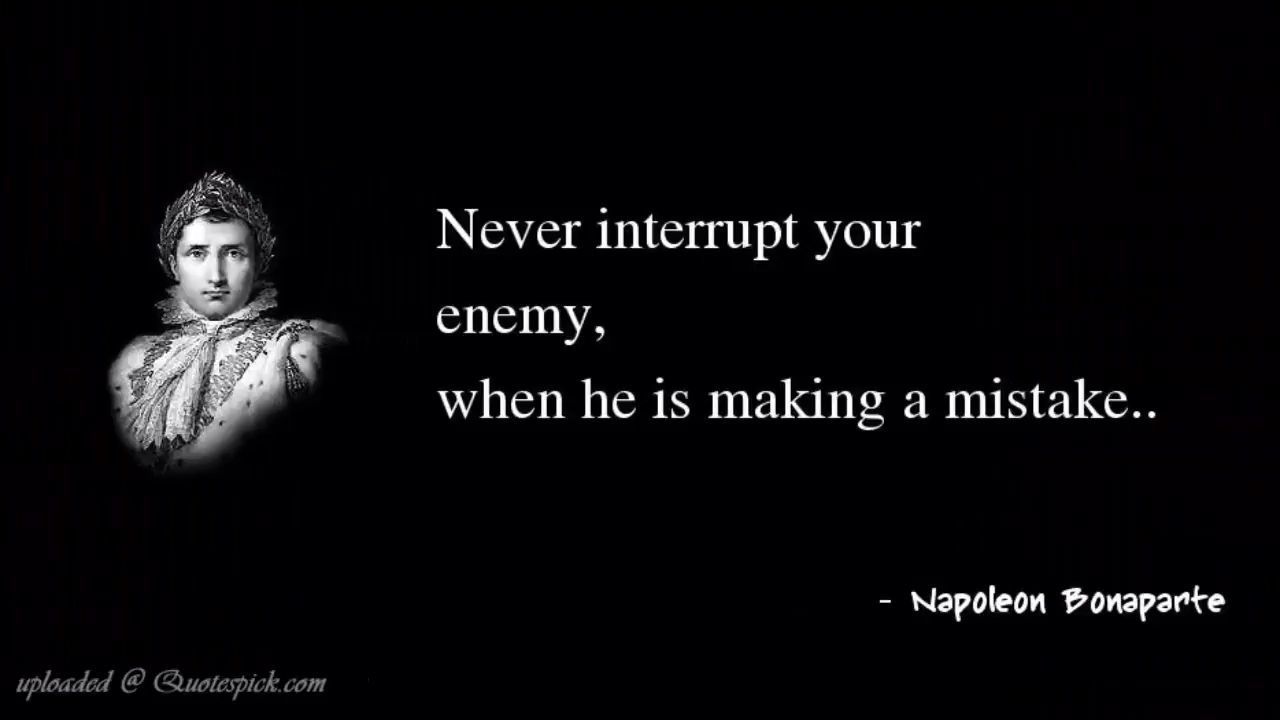 Never interrupt your
enemy,
when he is making a mistake..
- Napoleon Bonaparte
uploaded @ Quotespick.com